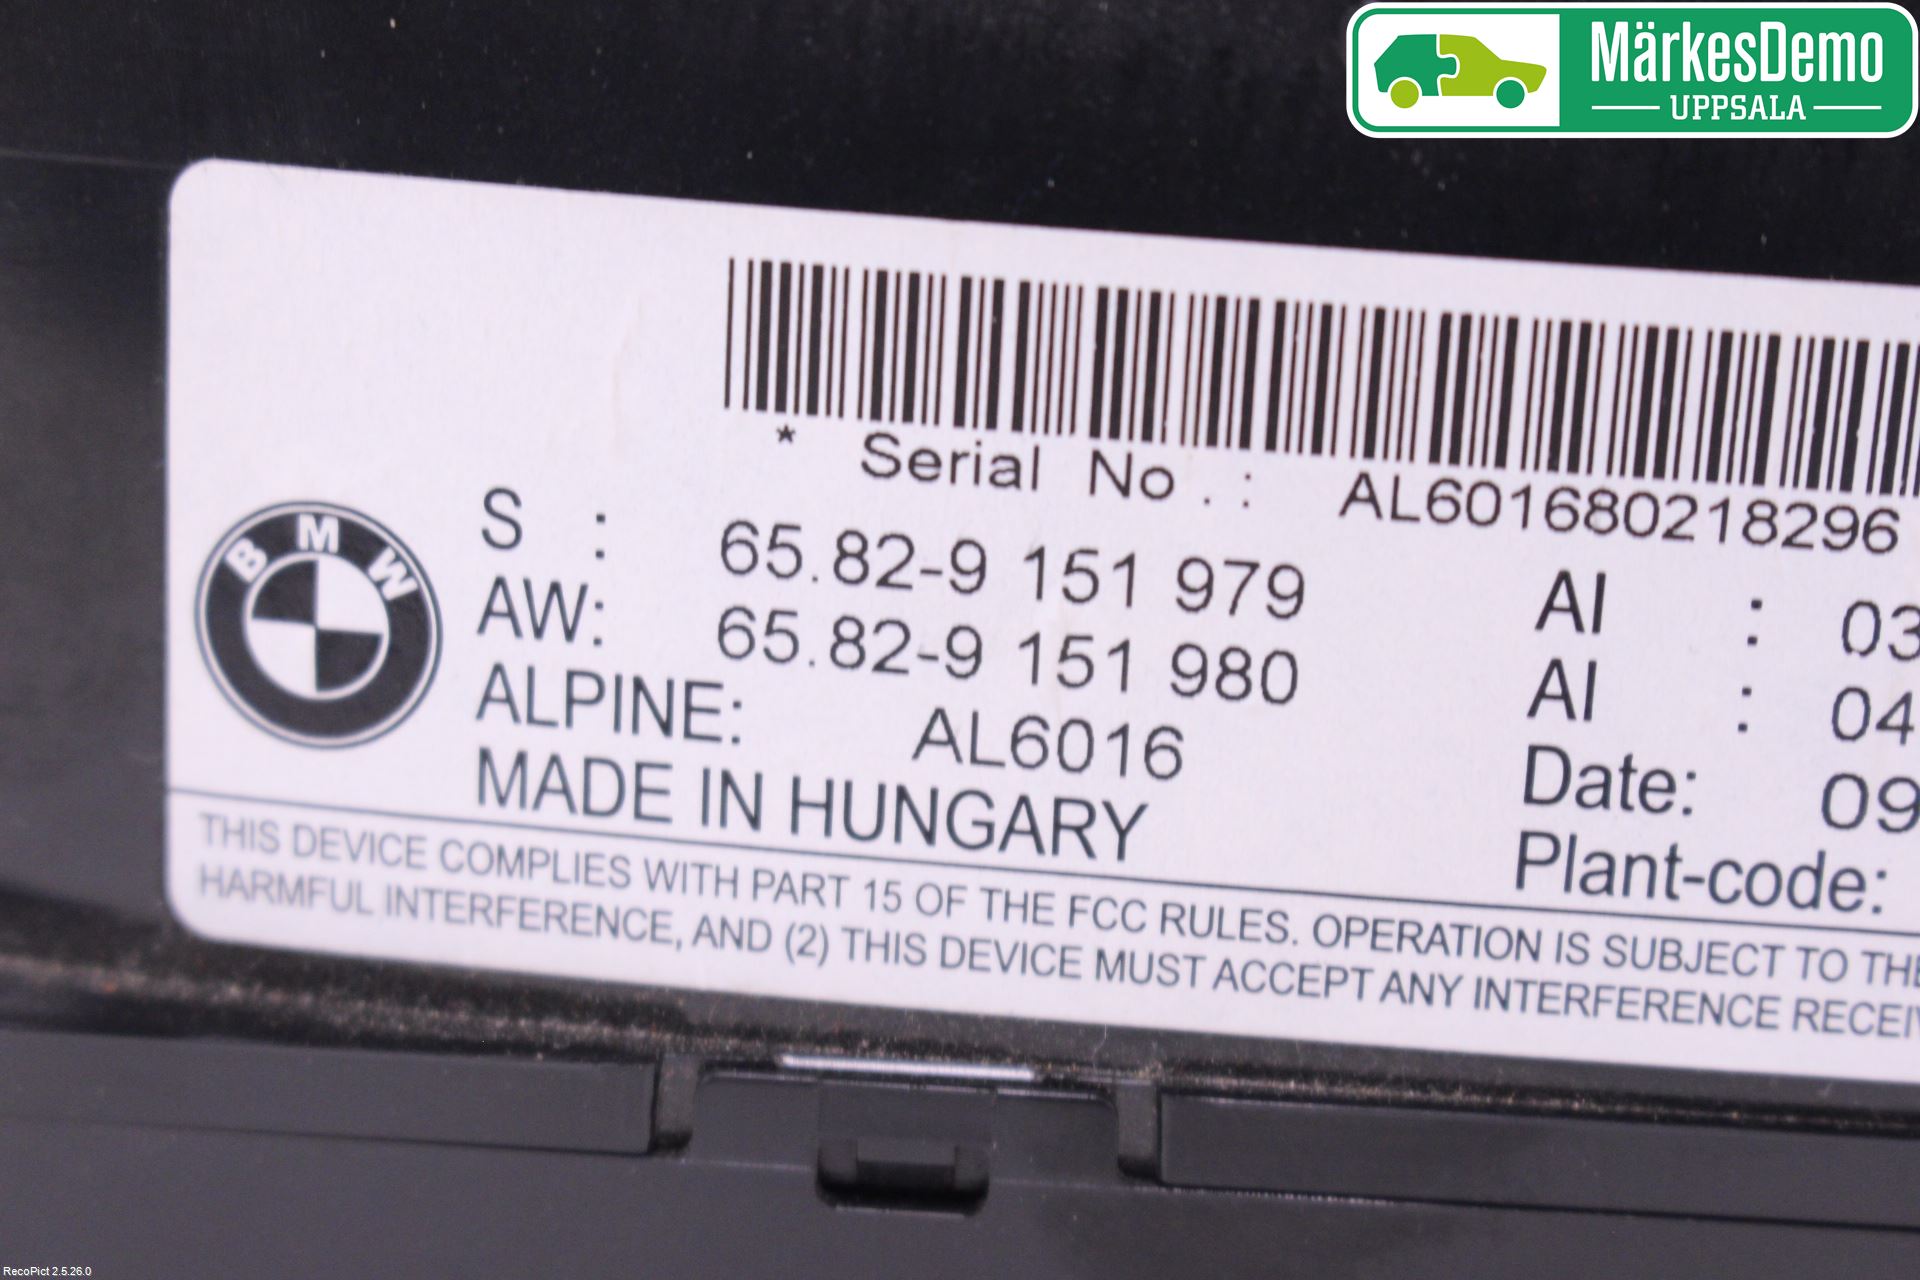 MärkesDemo
UPPSALA
* Serial No . : AL601680218296
BMW
S : 65.82-9 151 979 AI : 03
AW: 65.82-9 151 980 AI : 04
ALPINE: AL6016 Date: 09
MADE IN HUNGARY Plant-code:
THIS DEVICE COMPLIES WITH PART 15 OF THE FCC RULES. OPERATION IS SUBJECT TO THE
HARMFUL INTERFERENCE, AND (2) THIS DEVICE MUST ACCEPT ANY INTERFERENCE RECEIV
RecoPict 2.5.26.0